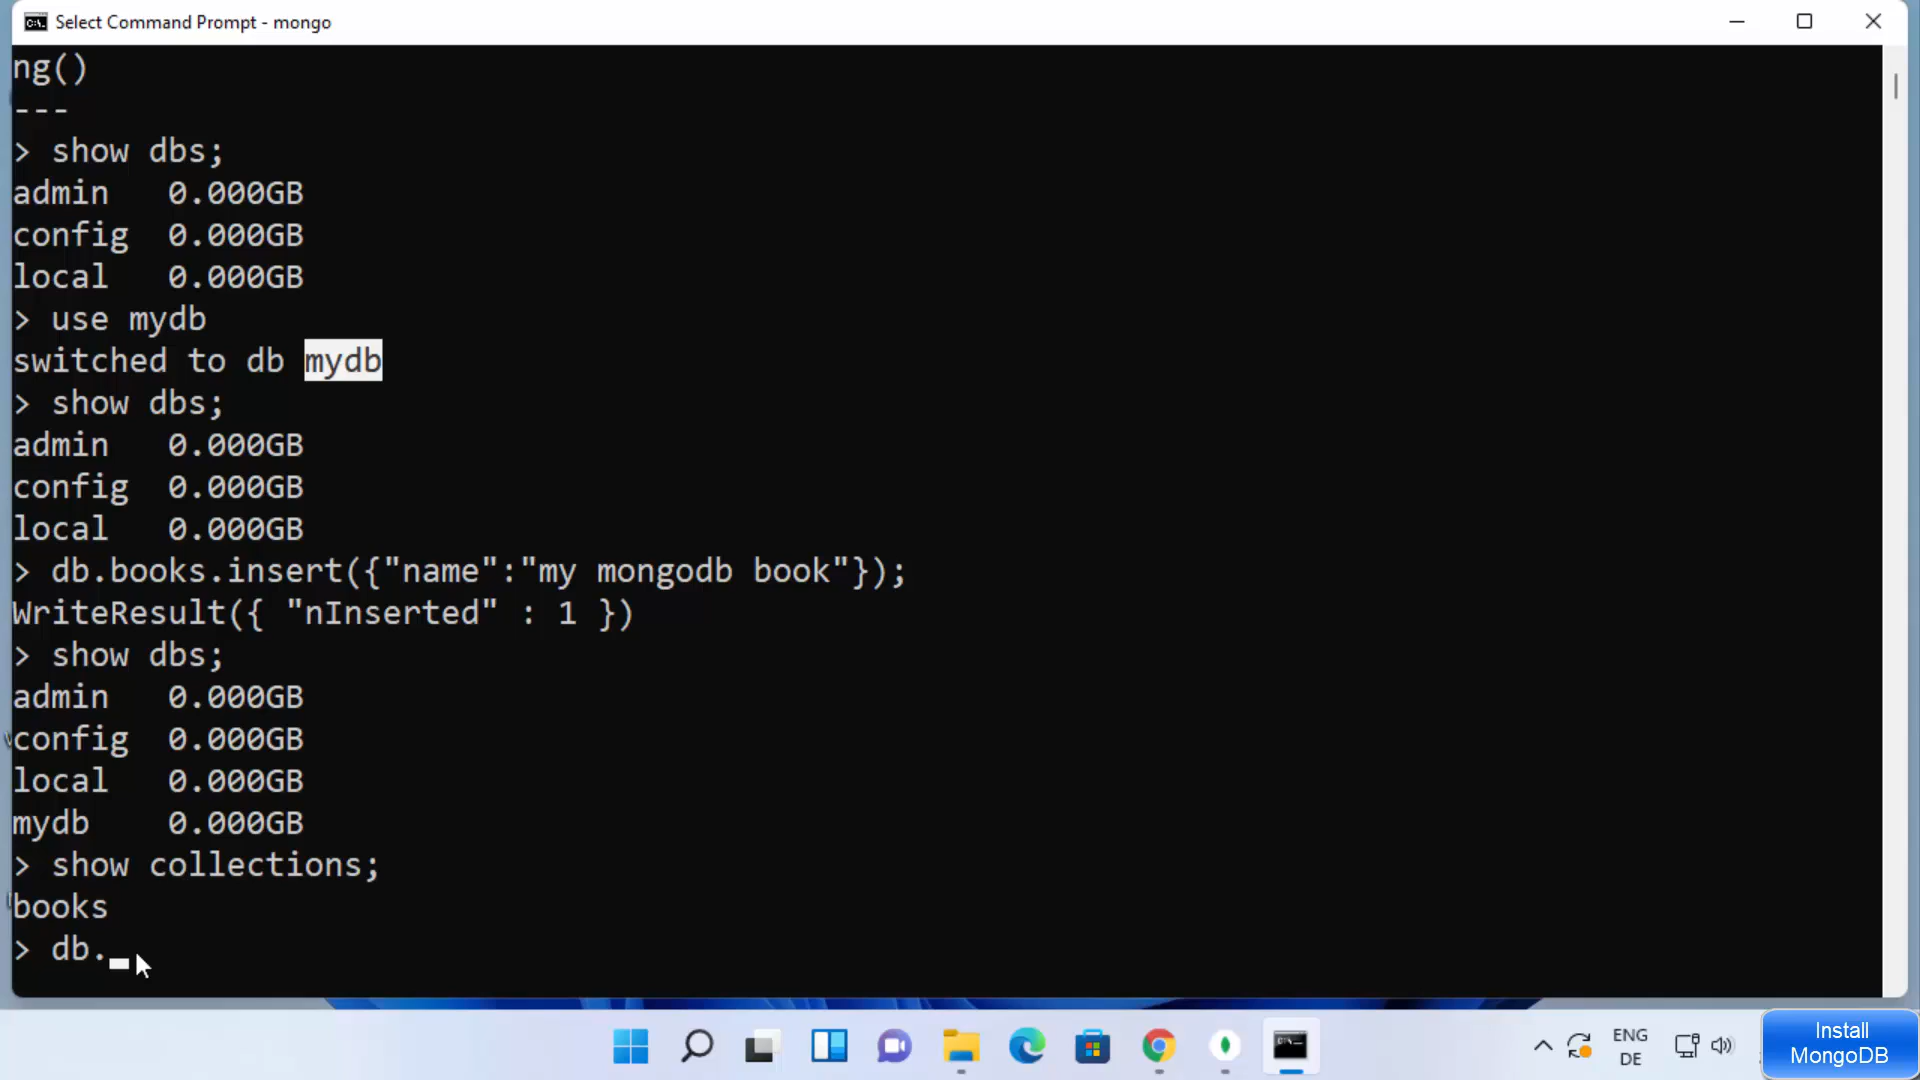 Select Command Prompt - mongo
ng()
---
> show dbs;
admin   0.000GB
config  0.000GB
local   0.000GB
> use mydb
switched to db mydb
> show dbs;
admin   0.000GB
config  0.000GB
local   0.000GB
> db.books.insert({"name":"my mongodb book"});
WriteResult({ "nInserted" : 1 })
> show dbs;
admin   0.000GB
config  0.000GB
local   0.000GB
mydb    0.000GB
> show collections;
books
> db.
ENG
DE
Install
MongoDB